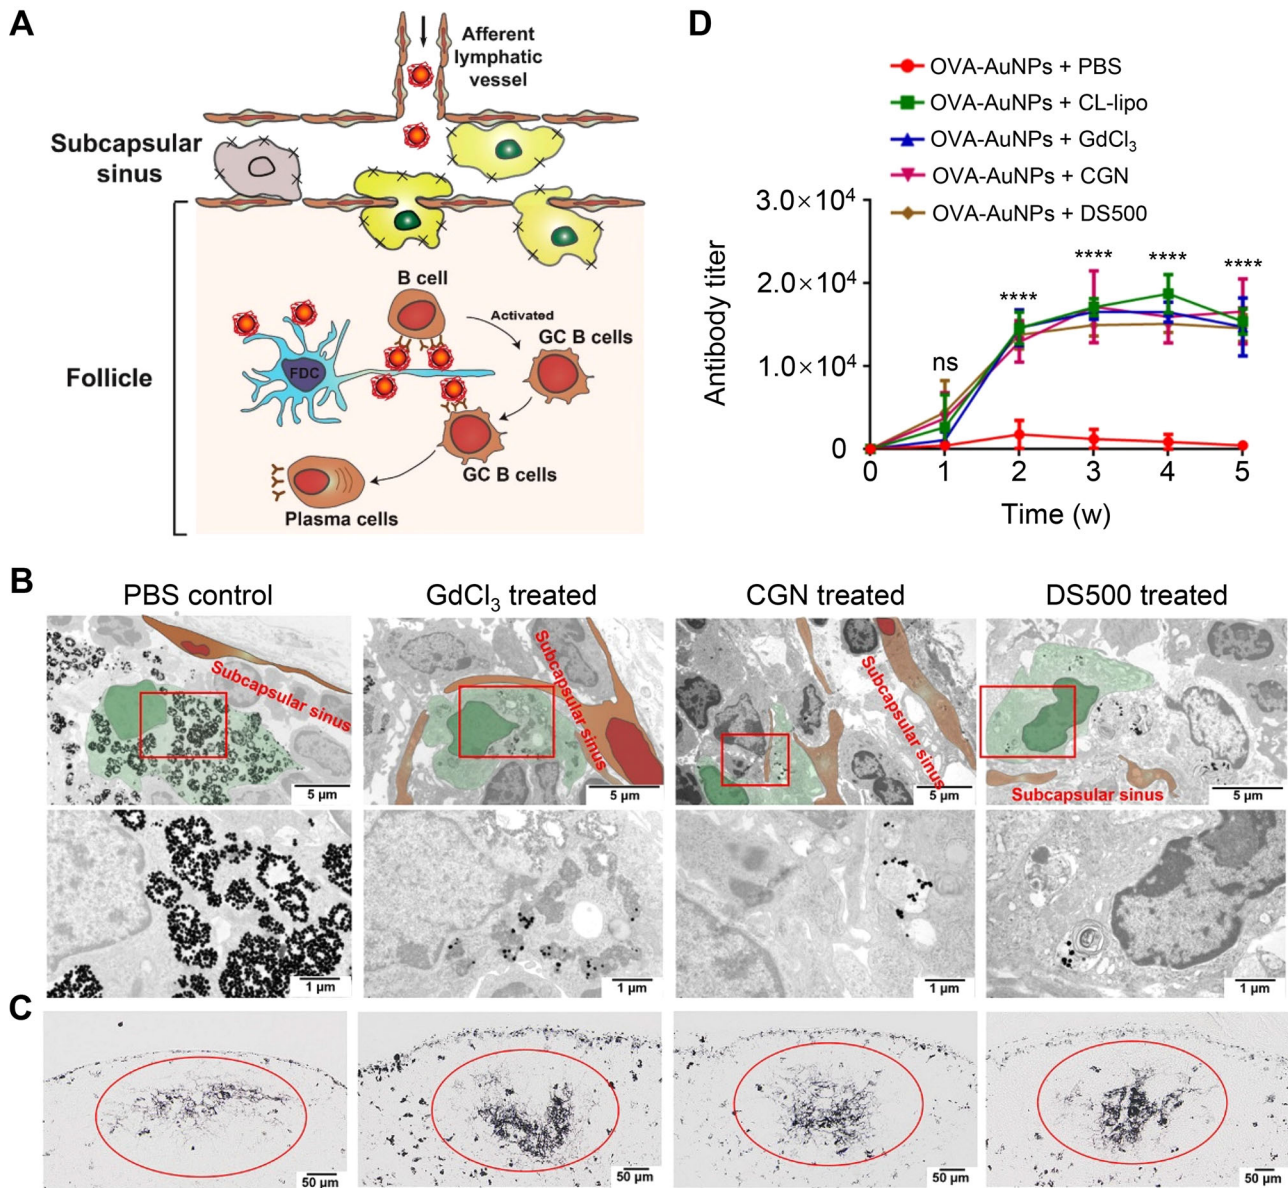 A
Afferent
lymphatic
vessel
Subcapsular
sinus
B cell
Activated
GC B cells
FDC
Follicle
GC B cells
Plasma cells
D
OVA-AuNPs + PBS
OVA-AuNPs + CL-lipo
OVA-AuNPs + GdCl₃
OVA-AuNPs + CGN
OVA-AuNPs + DS500
Antibody titer
3.0×10⁴
2.0×10⁴
1.0×10⁴
0
ns
****
****
****
****
0 1 2 3 4 5
Time (w)
B
PBS control
GdCl₃ treated
CGN treated
DS500 treated
Subcapsular sinus
5 µm
Subcapsular sinus
5 µm
Subcapsular sinus
5 µm
Subcapsular sinus
5 µm
1 µm
1 µm
1 µm
1 µm
C
50 µm
50 µm
50 µm
50 µm